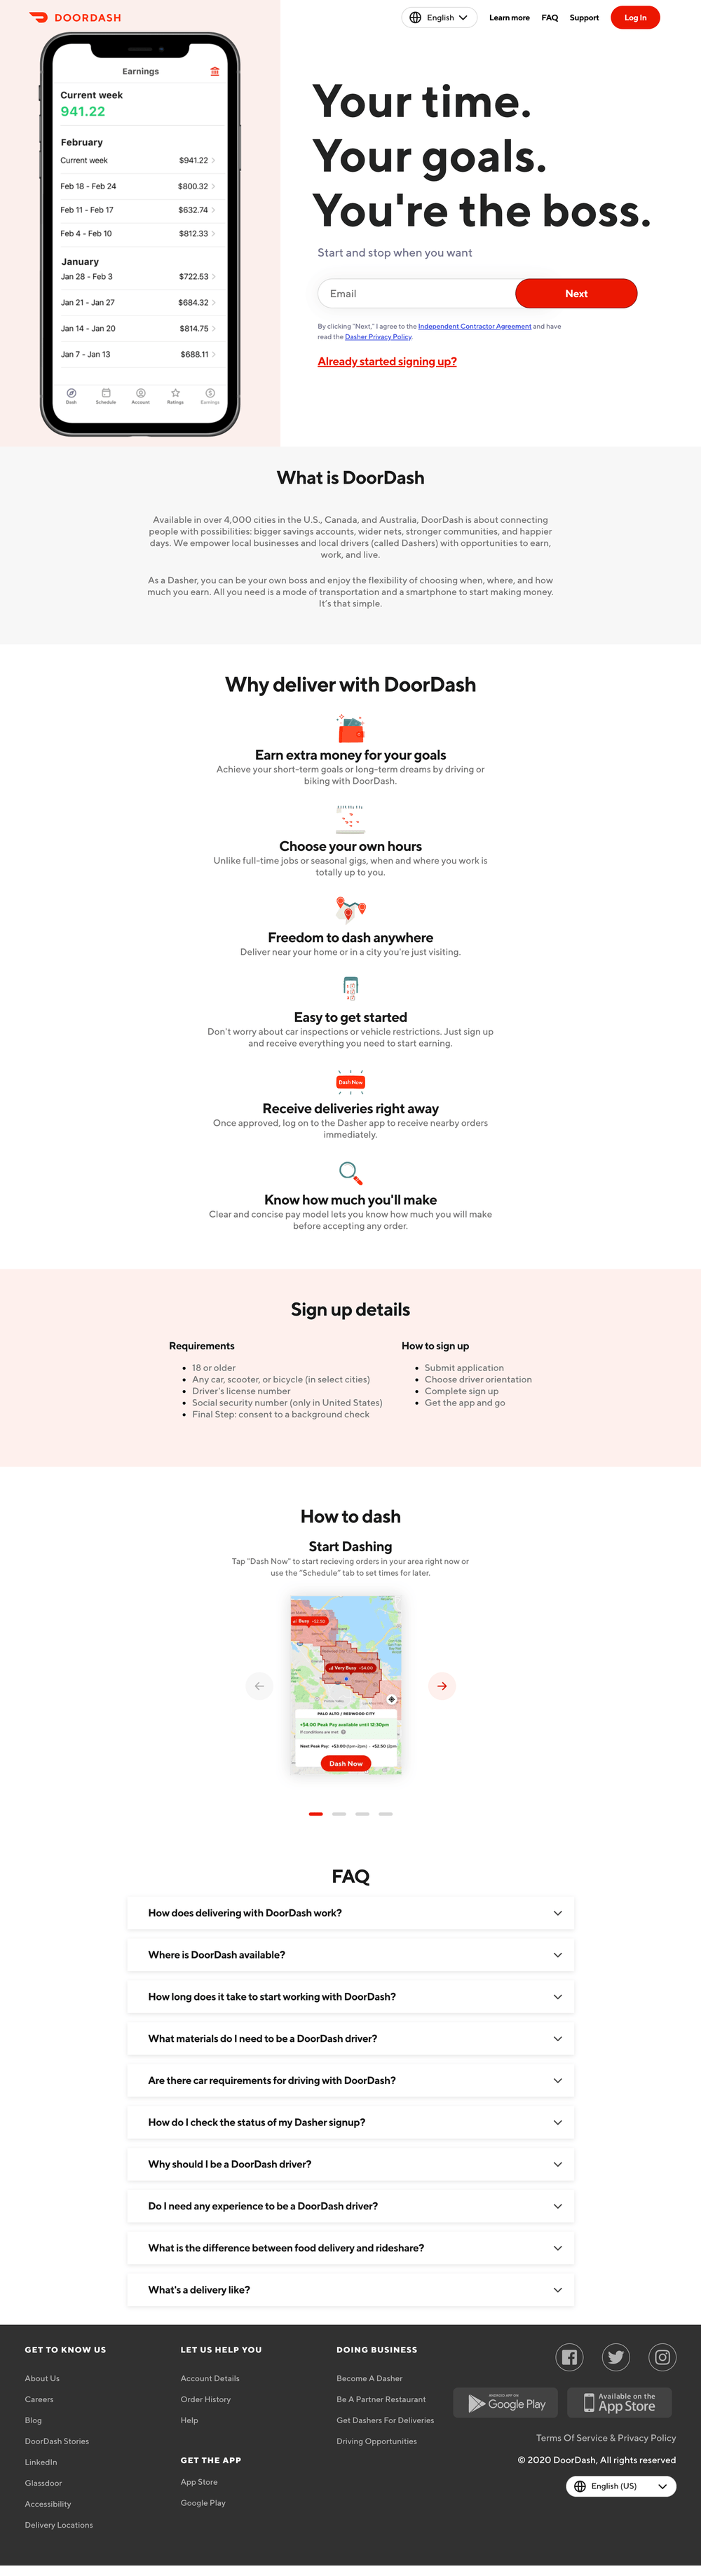 DOORDASH
English
Learn more
FAQ
Support
Log In
Earnings
Current week
941.22
February
Current week $941.22
Feb 18 - Feb 24 $800.32
Feb 11 - Feb 17 $632.74
Feb 4 - Feb 10 $812.33
January
Jan 28 - Feb 3 $722.53
Jan 21 - Jan 27 $684.32
Jan 14 - Jan 20 $814.75
Jan 7 - Jan 13 $688.11
Dash Schedule Account Ratings Earnings
Your time.
Your goals.
You're the boss.
Start and stop when you want
Email
Next
By clicking "Next," I agree to the Independent Contractor Agreement and have
read the Dasher Privacy Policy.
Already started signing up?
What is DoorDash
Available in over 4,000 cities in the U.S., Canada, and Australia, DoorDash is about connecting
people with possibilities: bigger savings accounts, wider nets, stronger communities, and happier
days. We empower local businesses and local drivers (called Dashers) with opportunities to earn,
work, and live.
As a Dasher, you can be your own boss and enjoy the flexibility of choosing when, where, and how
much you earn. All you need is a mode of transportation and a smartphone to start making money.
It's that simple.
Why deliver with DoorDash
Earn extra money for your goals
Achieve your short-term goals or long-term dreams by driving or
biking with DoorDash.
Choose your own hours
Unlike full-time jobs or seasonal gigs, when and where you work is
totally up to you.
Freedom to dash anywhere
Deliver near your home or in a city you're just visiting.
Easy to get started
Don't worry about car inspections or vehicle restrictions. Just sign up
and receive everything you need to start earning.
Dash Now
Receive deliveries right away
Once approved, log on to the Dasher app to receive nearby orders
immediately.
Know how much you'll make
Clear and concise pay model lets you know how much you will make
before accepting any order.
Sign up details
Requirements
18 or older
Any car, scooter, or bicycle (in select cities)
Driver's license number
Social security number (only in United States)
Final Step: consent to a background check
How to sign up
Submit application
Choose driver orientation
Complete sign up
Get the app and go
How to dash
Start Dashing
Tap "Dash Now" to start recieving orders in your area right now or
use the "Schedule" tab to set times for later.
Busy +$2.50
Very Busy +$4.00
PALO ALTO / REDWOOD CITY
+$4.00 Peak Pay available until 12:30pm
If conditions are met
Next Peak Pay: +$3.00 (1pm-2pm) · +$2.50 (2pm
Dash Now
FAQ
How does delivering with DoorDash work?
Where is DoorDash available?
How long does it take to start working with DoorDash?
What materials do I need to be a DoorDash driver?
Are there car requirements for driving with DoorDash?
How do I check the status of my Dasher signup?
Why should I be a DoorDash driver?
Do I need any experience to be a DoorDash driver?
What is the difference between food delivery and rideshare?
What's a delivery like?
GET TO KNOW US
About Us
Careers
Blog
DoorDash Stories
LinkedIn
Glassdoor
Accessibility
Delivery Locations
LET US HELP YOU
Account Details
Order History
Help
GET THE APP
App Store
Google Play
DOING BUSINESS
Become A Dasher
Be A Partner Restaurant
Get Dashers For Deliveries
Driving Opportunities
ANDROID APP ON
Google Play
Available on the
App Store
Terms Of Service & Privacy Policy
© 2020 DoorDash, All rights reserved
English (US)